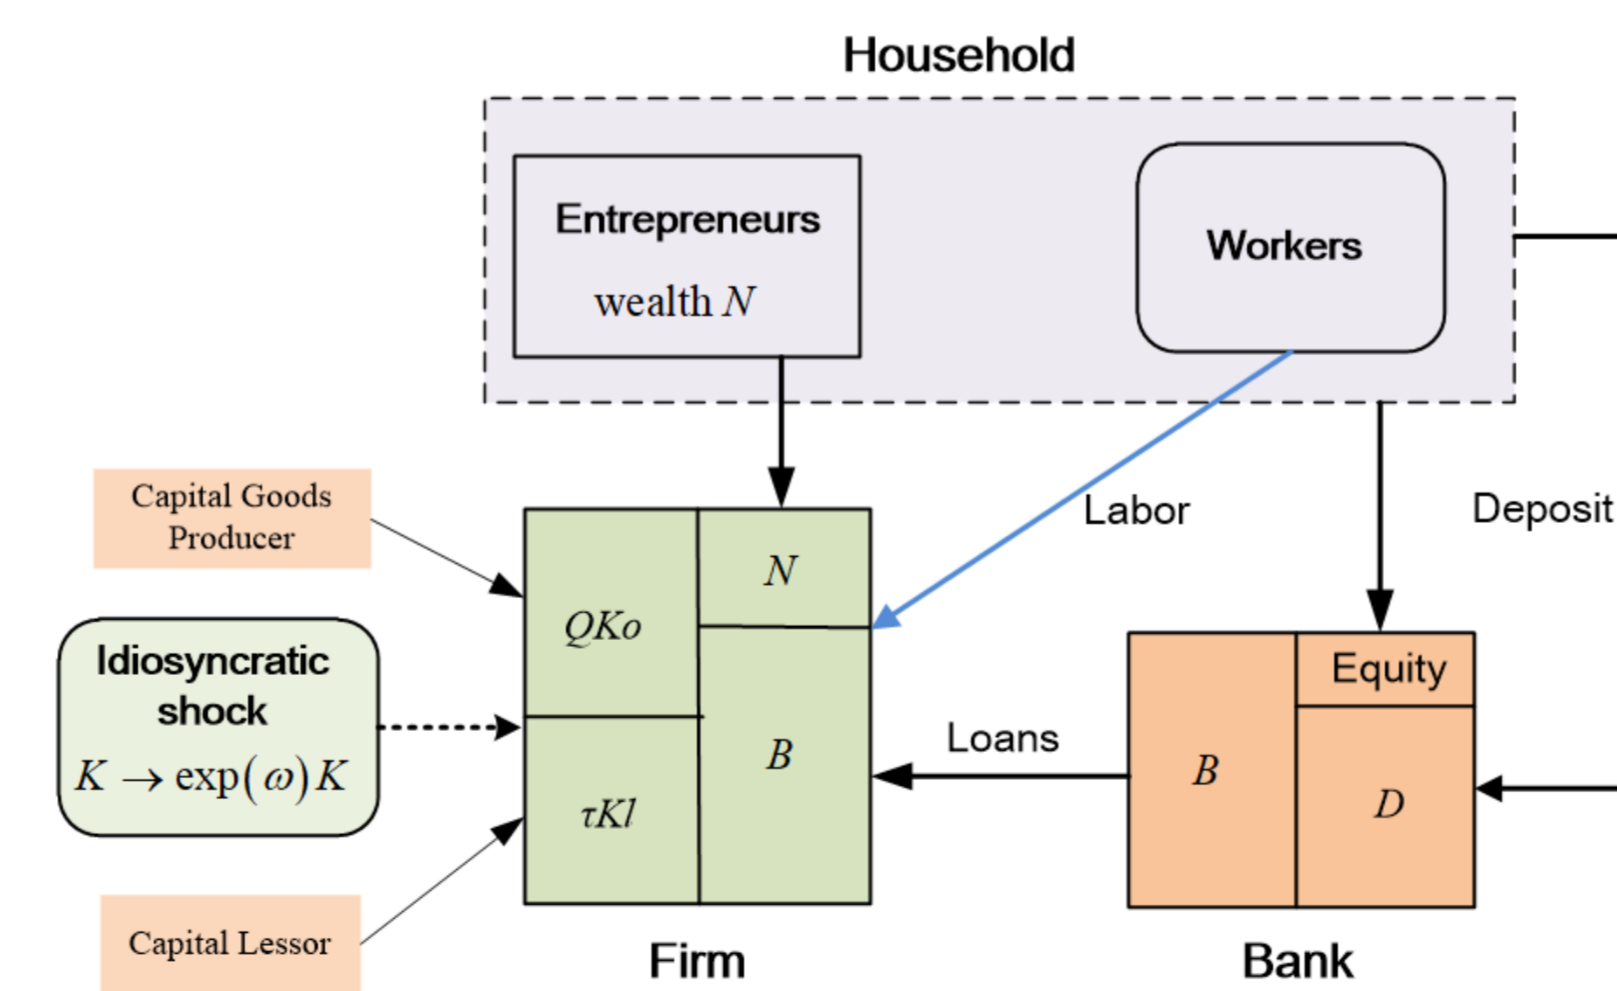 Household
Entrepreneurs
wealth N
Workers
Capital Goods
Producer
Labor
Deposit
N
QKo
Idiosyncratic
shock
K → exp(ω)K
Equity
Loans
B
B
D
τKl
Capital Lessor
Firm
Bank